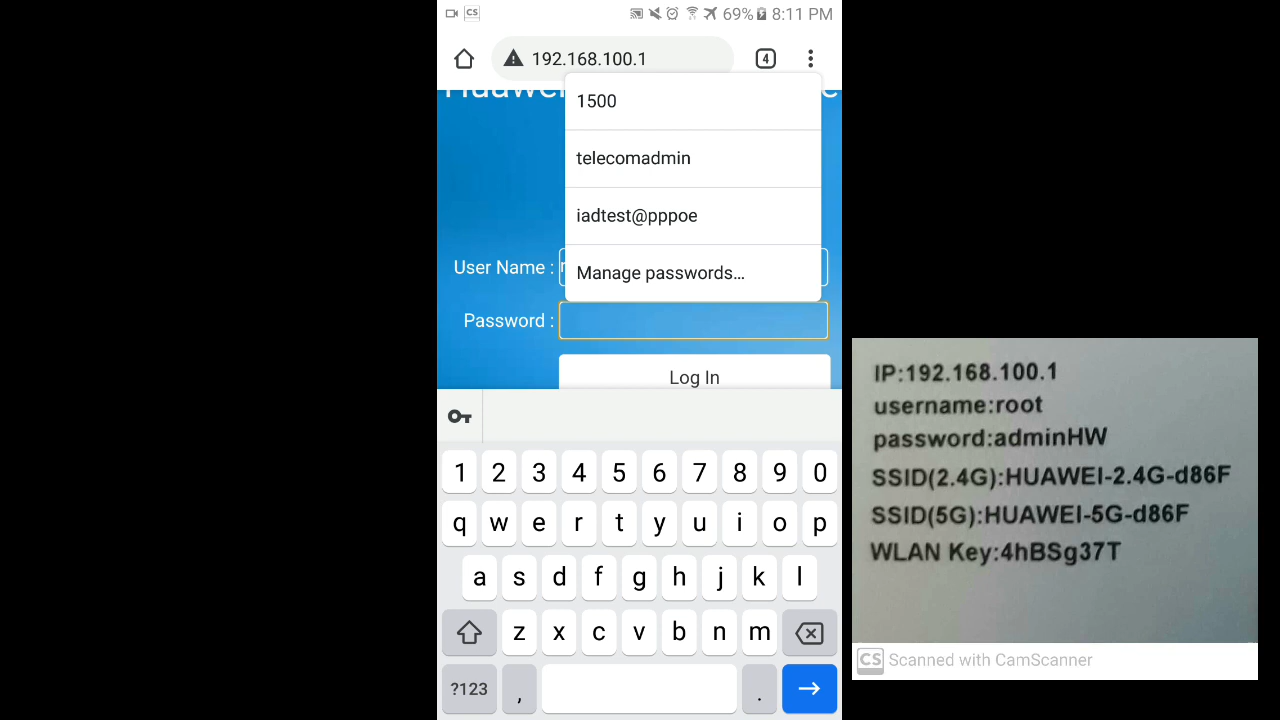 CS
69%
8:11 PM
192.168.100.1
4
Huawei
1500
telecomadmin
iadtest@pppoe
User Name :
Manage passwords...
Password :
Log In
1 2 3 4 5 6 7 8 9 0
q w e r t y u i o p
a s d f g h j k l
z x c v b n m
?123 , .
IP:192.168.100.1
username:root
password:adminHW
SSID(2.4G):HUAWEI-2.4G-d86F
SSID(5G):HUAWEI-5G-d86F
WLAN Key:4hBSg37T
CS Scanned with CamScanner